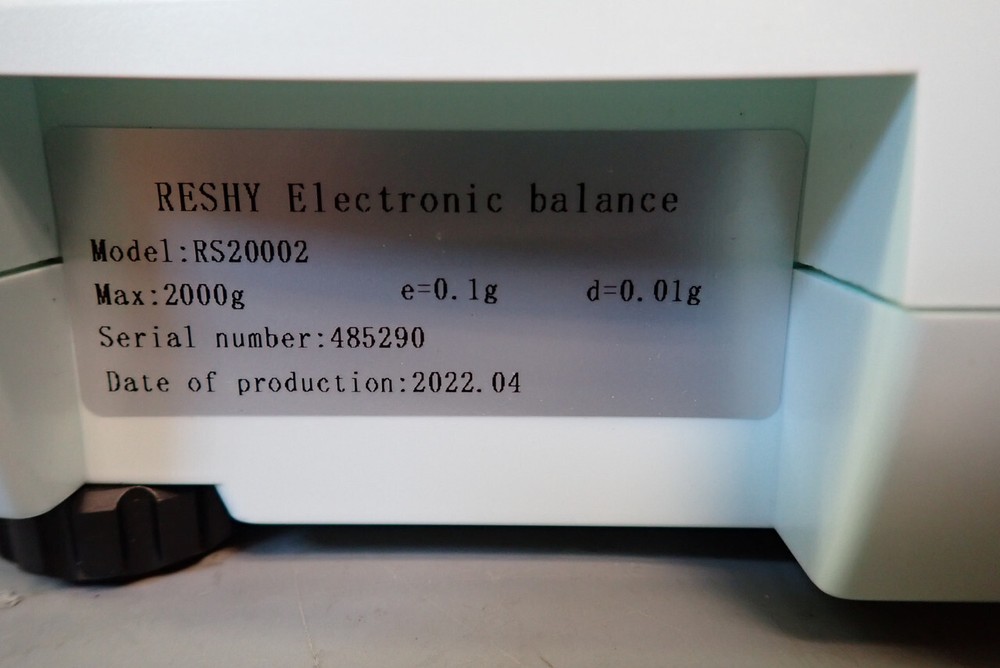 RESHY Electronic balance
Model:RS20002
Max:2000g e=0.1g d=0.01g
Serial number:485290
Date of production:2022.04